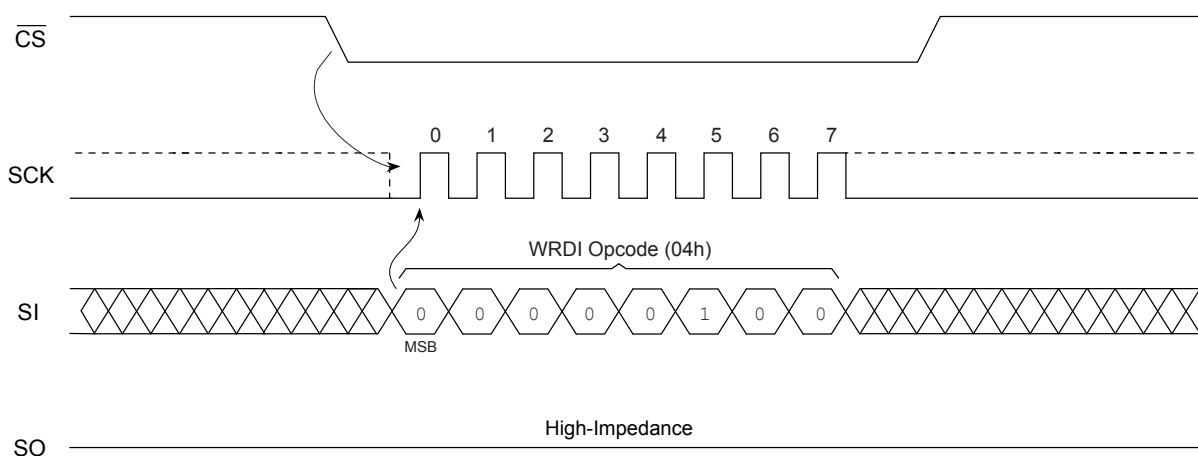 C̅S̅
0 1 2 3 4 5 6 7
SCK
WRDI Opcode (04h)
SI
0 0 0 0 0 1 0 0
MSB
High-Impedance
SO